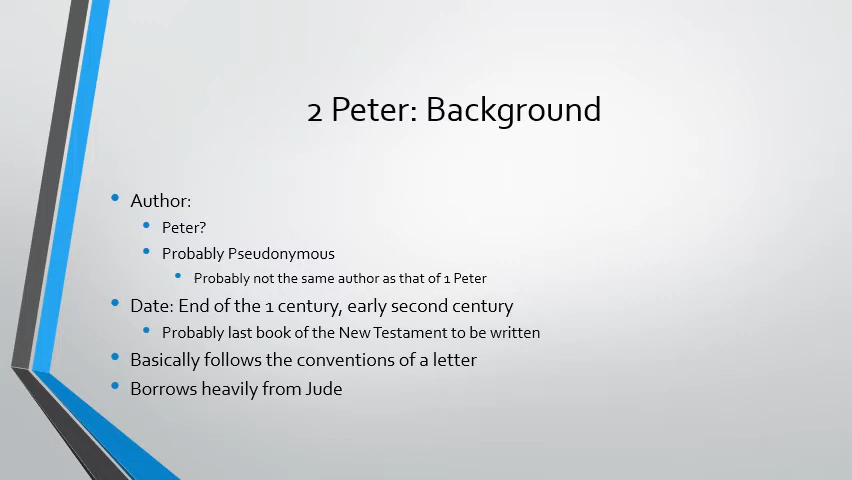 2 Peter: Background
• Author:
• Peter?
• Probably Pseudonymous
• Probably not the same author as that of 1 Peter
• Date: End of the 1 century, early second century
• Probably last book of the New Testament to be written
• Basically follows the conventions of a letter
• Borrows heavily from Jude